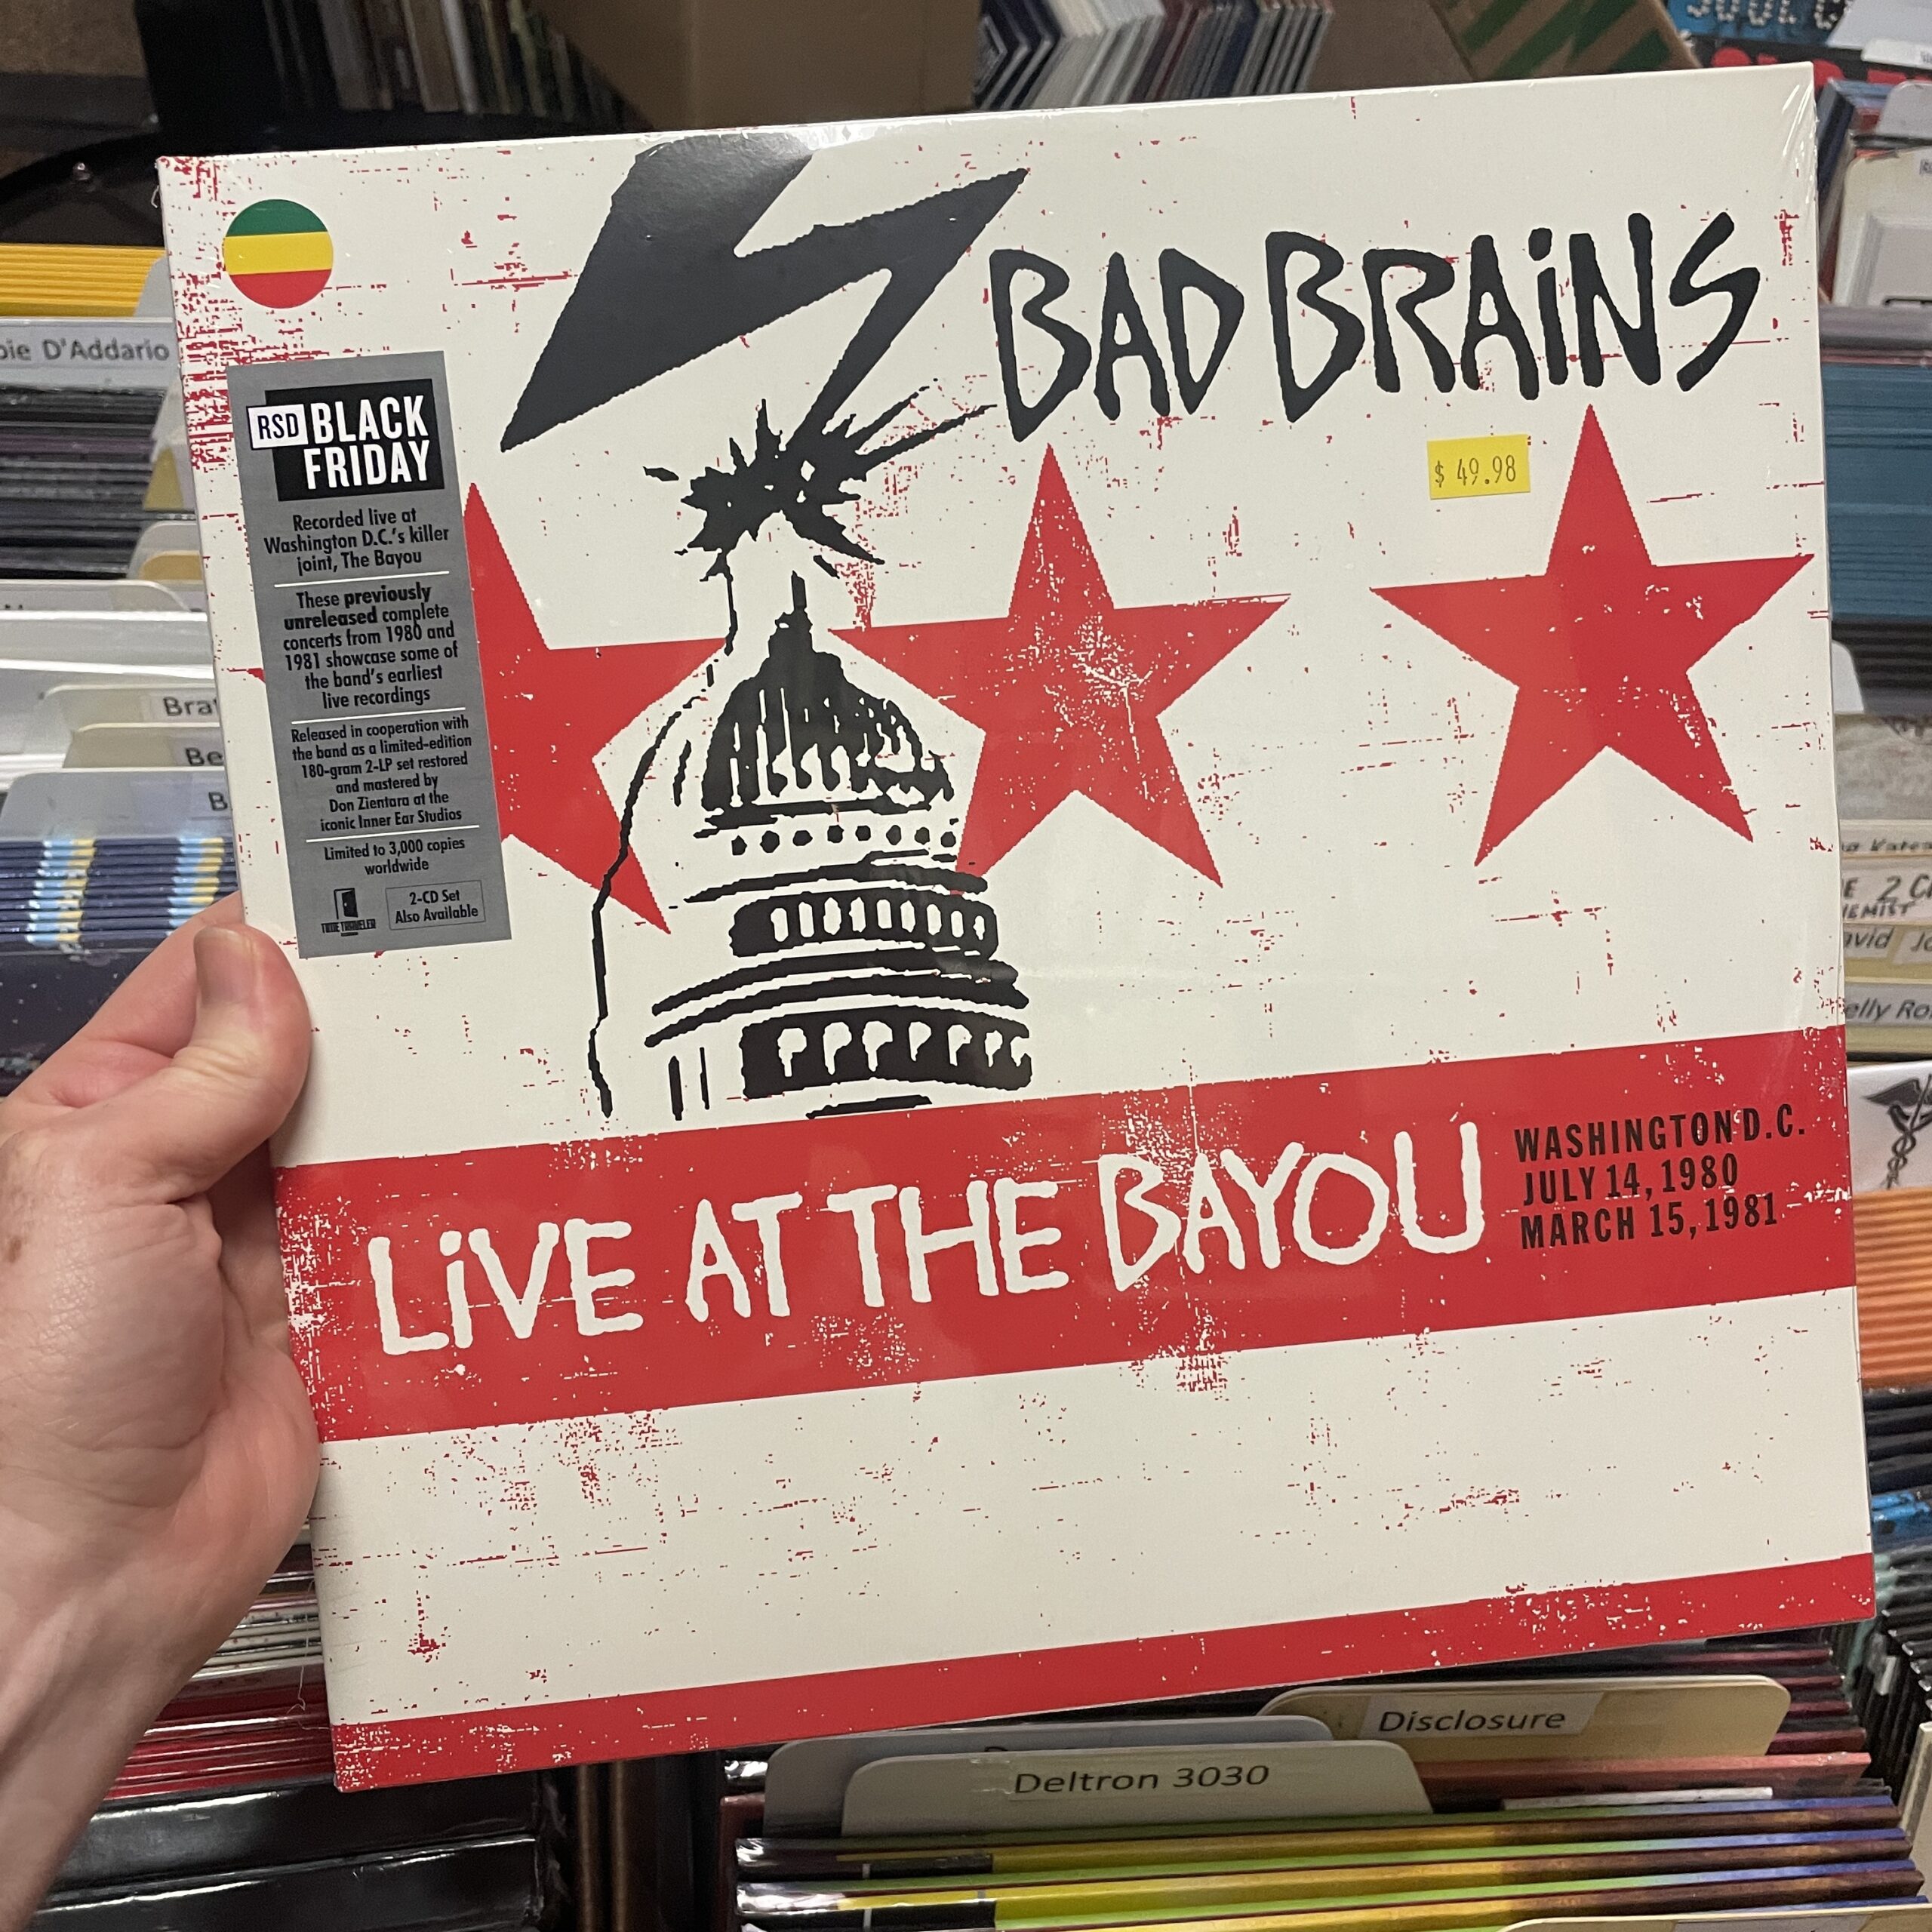 BAD BRAiNS
$ 49.98
RSD BLACK
FRIDAY
Recorded live at
Washington D.C.'s killer
joint, The Bayou
These previously
unreleased complete
concerts from 1980 and
1981 showcase some of
the band's earliest
live recordings
Released in cooperation with
the band as a limited-edition
180-gram 2-LP set restored
and mastered by
Don Zientara at the
iconic Inner Ear Studios
Limited to 3,000 copies
worldwide
TIME TRAVELER
2-CD Set
Also Available
LiVE AT THE BAYOU
WASHINGTON D.C.
JULY 14, 1980
MARCH 15, 1981
D'Addario
Disclosure
Deltron 3030